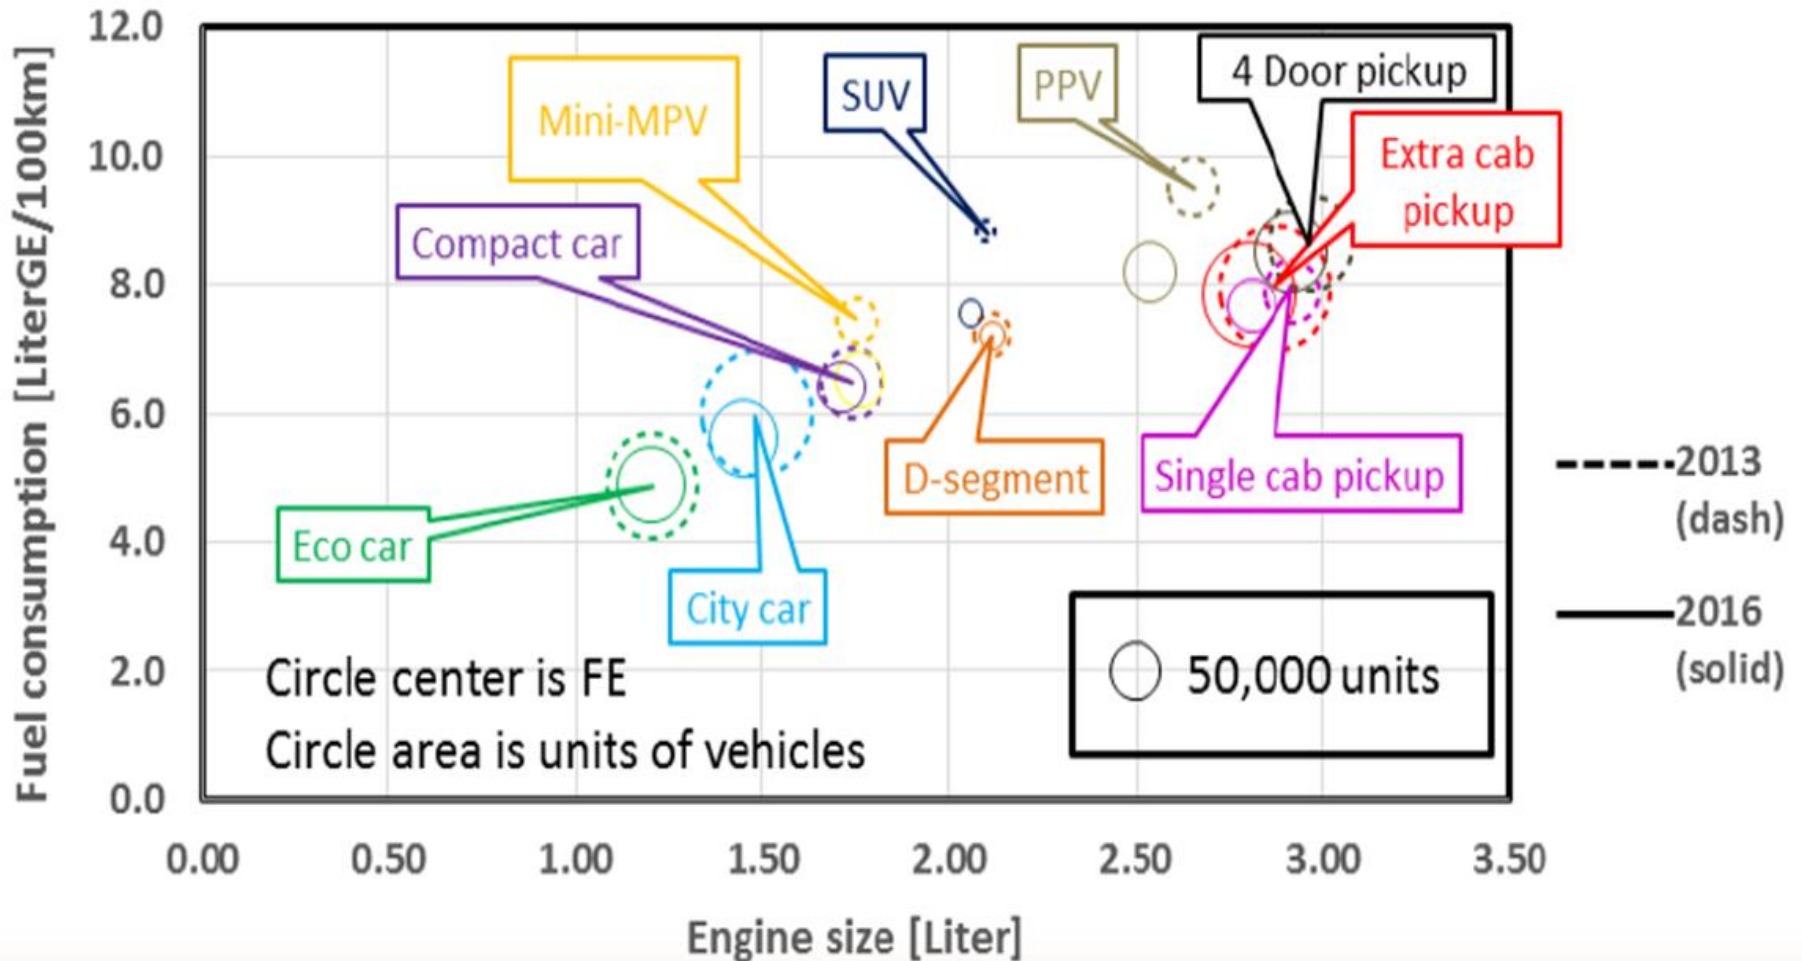 Fuel consumption [LiterGE/100km]
12.0
10.0
8.0
6.0
4.0
2.0
0.0
Mini-MPV
SUV
PPV
4 Door pickup
Extra cab
pickup
Compact car
D-segment
Single cab pickup
Eco car
City car
Circle center is FE
Circle area is units of vehicles
50,000 units
2013
(dash)
2016
(solid)
0.00
0.50
1.00
1.50
2.00
2.50
3.00
3.50
Engine size [Liter]